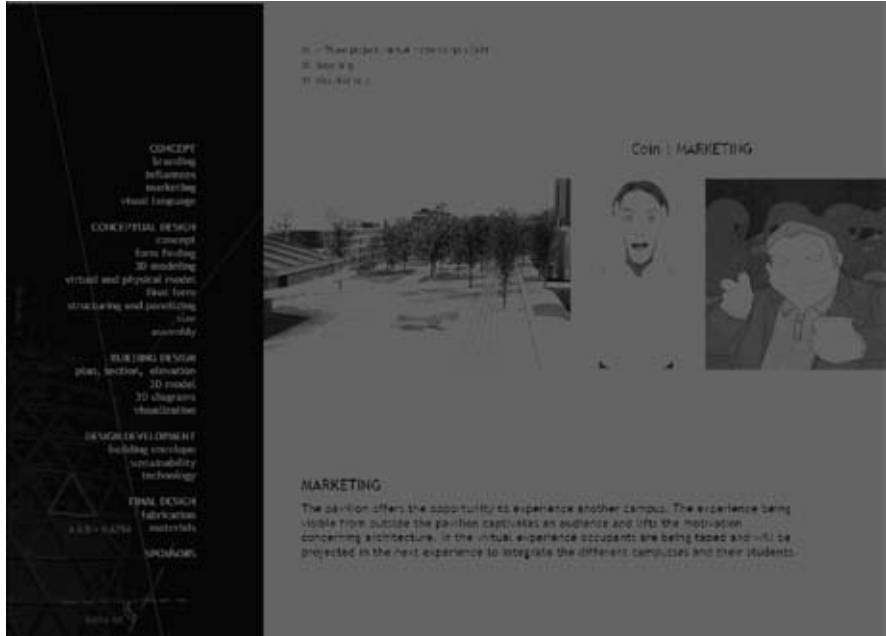 CONCEPT
branding
influences
marketing
visual language
CONCEPTUAL DESIGN
concept
form finding
3D modeling
virtual and physical model
final form
structuring and panelizing
size
assembly
BUILDING DESIGN
plan, section, elevation
3D model
3D diagrams
visualization
DESIGN DEVELOPMENT
building envelope
sustainability
technology
FINAL DESIGN
fabrication
materials
SPONSORS
Coin | MARKETING
MARKETING
The pavilion offers the opportunity to experience another campus. The experience being
visible from outside the pavilion captivates an audience and lifts the motivation
concerning architecture. In the virtual experience occupants are being taped and will be
projected in the next experience to integrate the different campusses and their students.